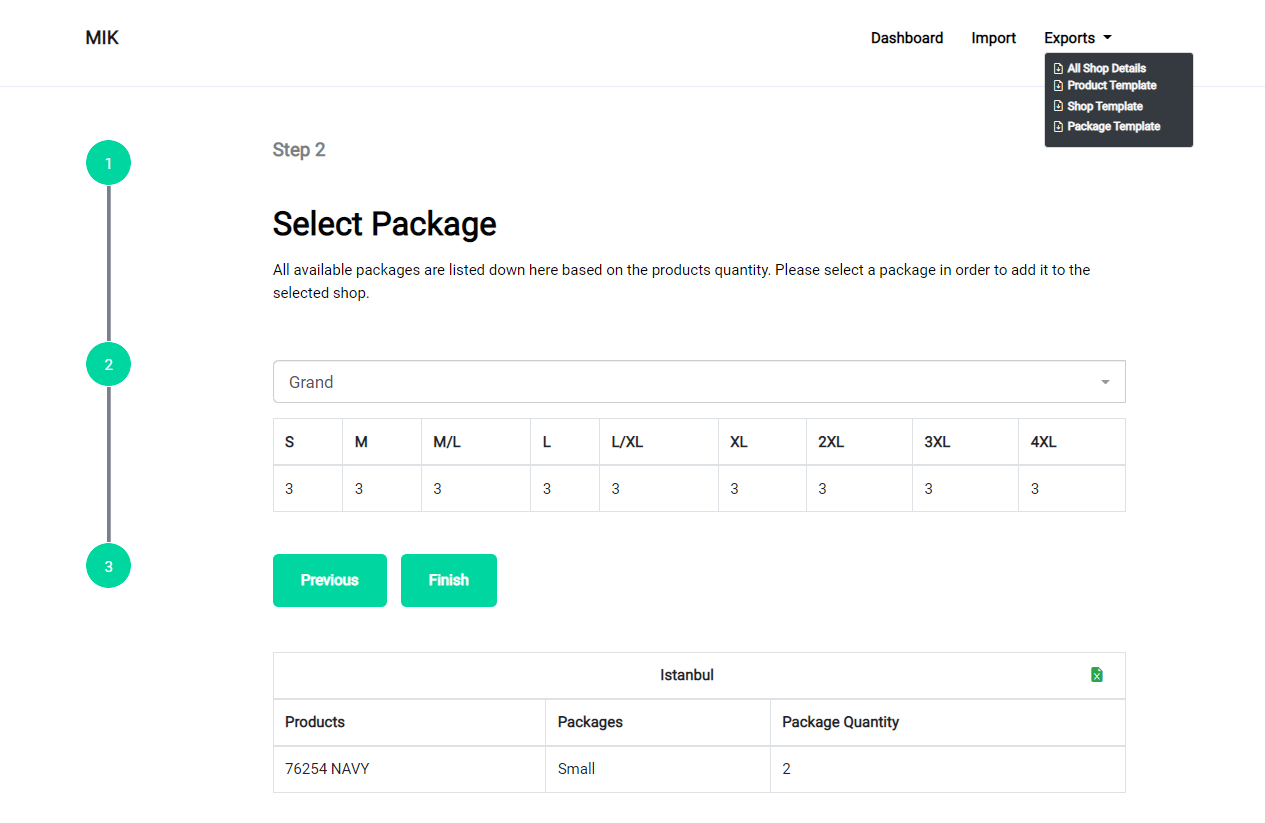 MIK
Dashboard Import Exports
All Shop Details
Product Template
Shop Template
Package Template
1
Step 2
Select Package
All available packages are listed down here based on the products quantity. Please select a package in order to add it to the
selected shop.
2
Grand
S M M/L L L/XL XL 2XL 3XL 4XL
3 3 3 3 3 3 3 3 3
3
Previous Finish
Istanbul
Products Packages Package Quantity
76254 NAVY Small 2